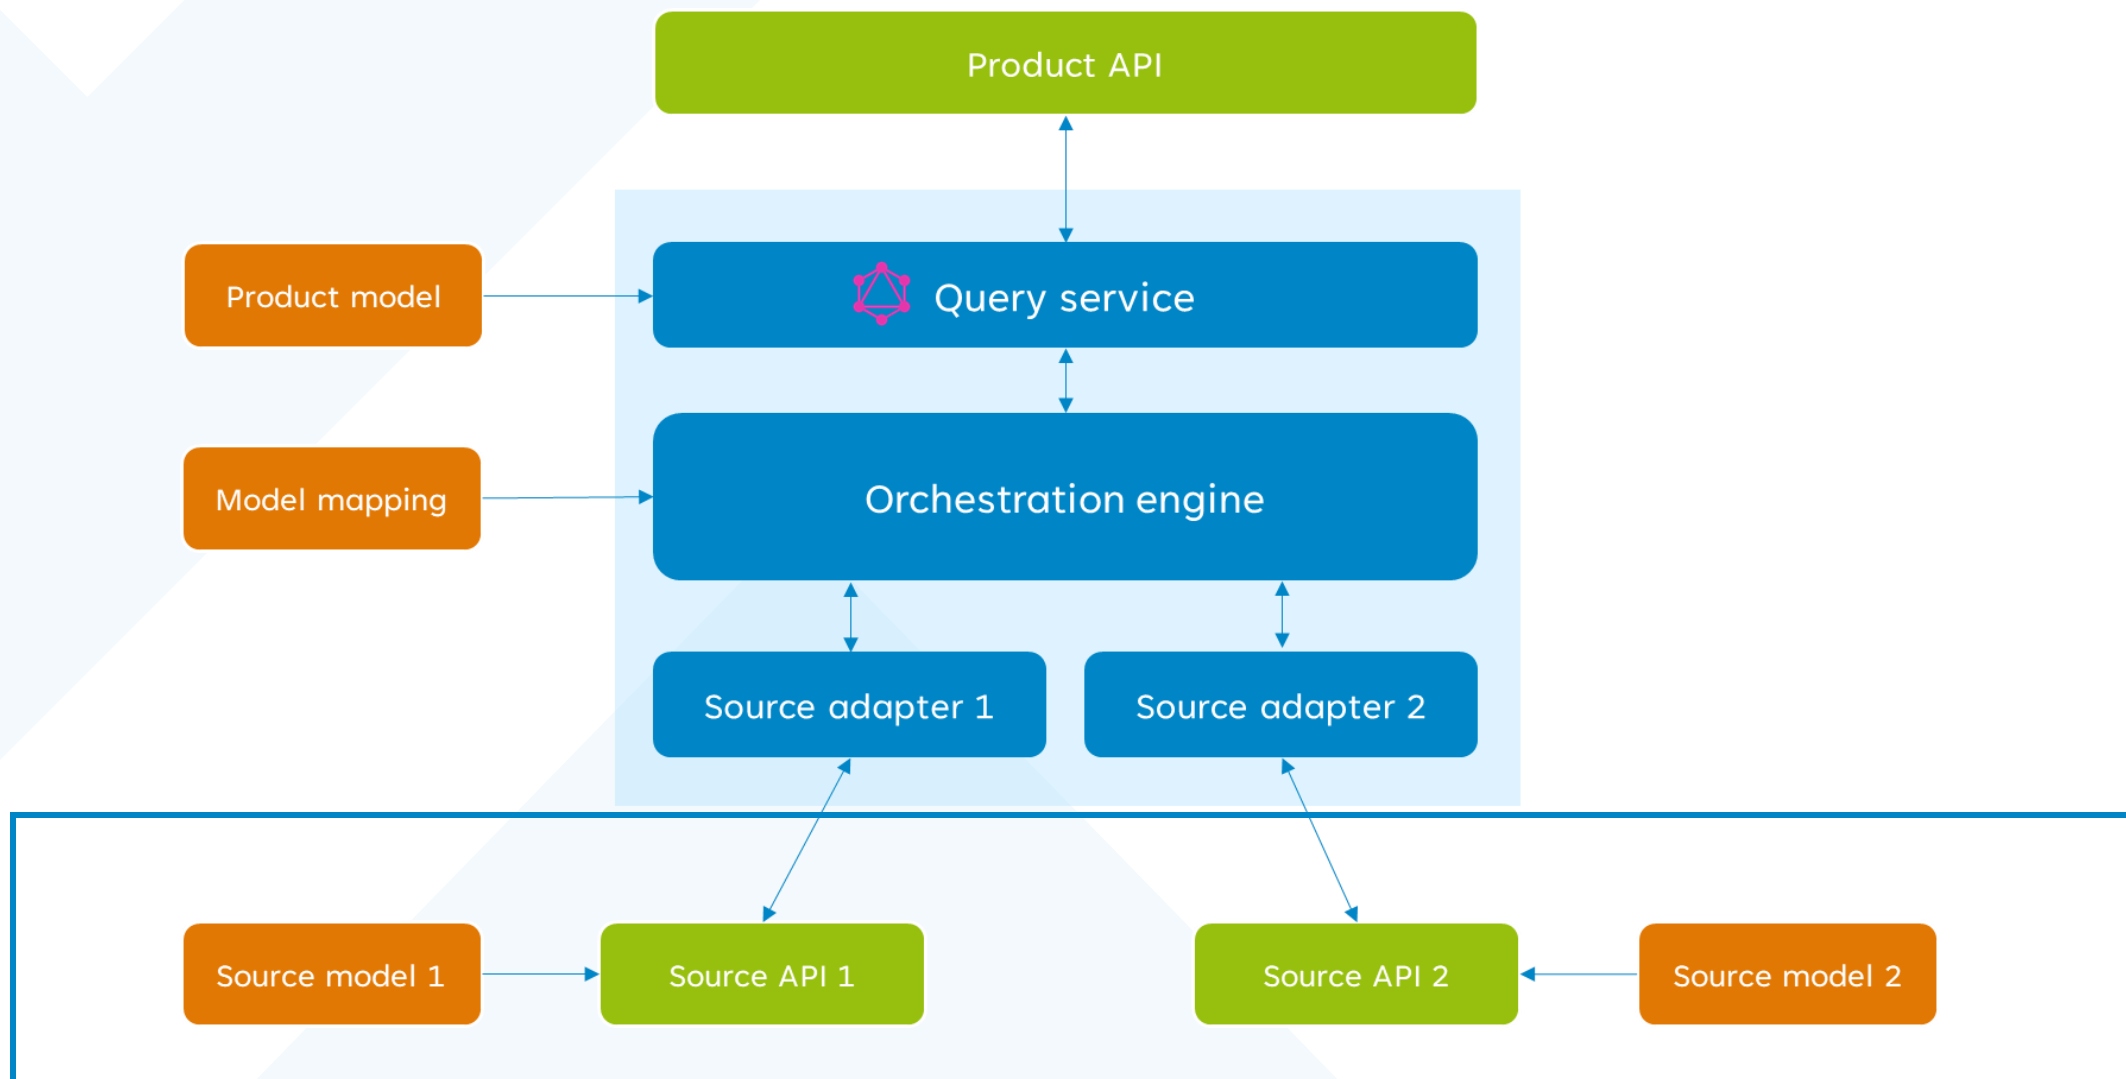 Product API
Product model
Query service
Model mapping
Orchestration engine
Source adapter 1
Source adapter 2
Source model 1
Source API 1
Source API 2
Source model 2